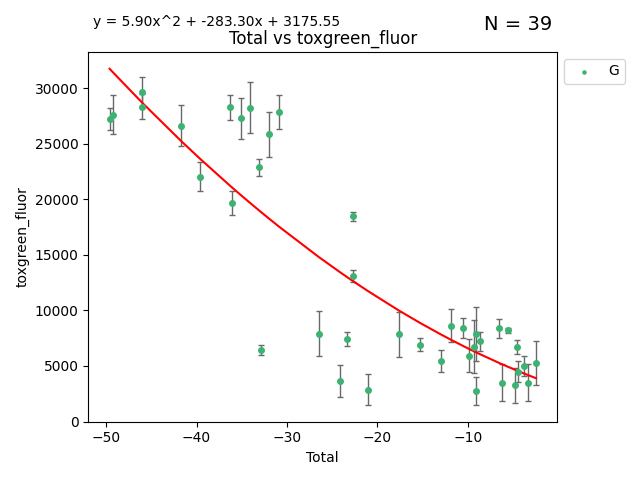 y = 5.90x^2 + -283.30x + 3175.55
N = 39
Total vs toxgreen_fluor
G
30000
25000
20000
15000
10000
5000
0
toxgreen_fluor
−50
−40
−30
−20
−10
Total